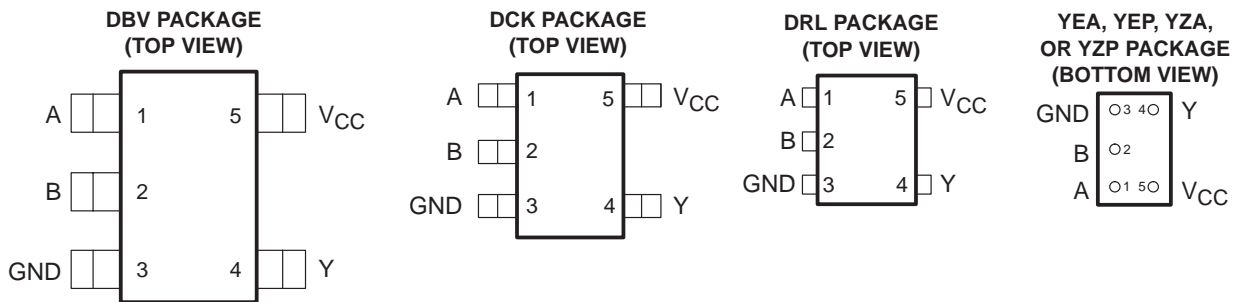 DBV PACKAGE
(TOP VIEW)
A 1 5 VCC
B 2
GND 3 4 Y
DCK PACKAGE
(TOP VIEW)
A 1 5 VCC
B 2
GND 3 4 Y
DRL PACKAGE
(TOP VIEW)
A 1 5 VCC
B 2
GND 3 4 Y
YEA, YEP, YZA,
OR YZP PACKAGE
(BOTTOM VIEW)
GND 3 4 Y
B 2
A 1 5 VCC